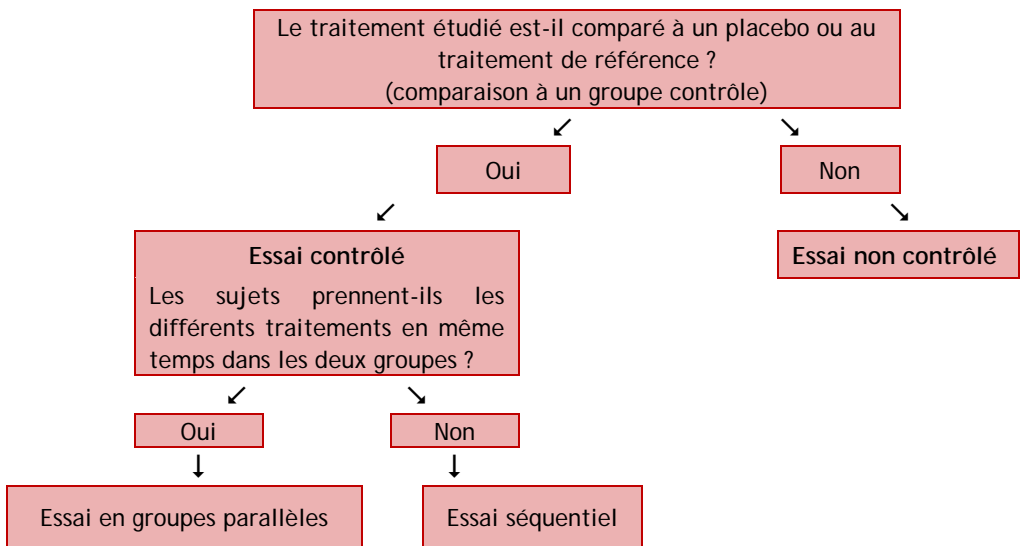 Le traitement étudié est-il comparé à un placebo ou au
traitement de référence ?
(comparaison à un groupe contrôle)
Oui
Non
Essai contrôlé
Les sujets prennent-ils les
différents traitements en même
temps dans les deux groupes ?
Essai non contrôlé
Oui
Non
Essai en groupes parallèles
Essai séquentiel